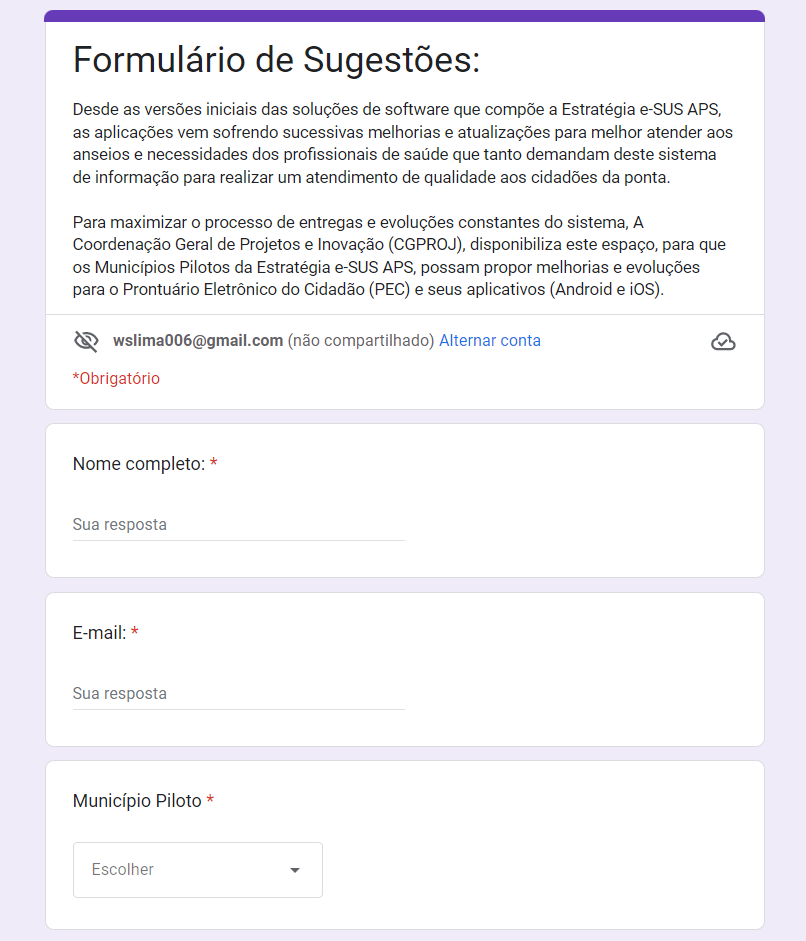 Formulário de Sugestões:
Desde as versões iniciais das soluções de software que compõe a Estratégia e-SUS APS,
as aplicações vem sofrendo sucessivas melhorias e atualizações para melhor atender aos
anseios e necessidades dos profissionais de saúde que tanto demandam deste sistema
de informação para realizar um atendimento de qualidade aos cidadões da ponta.
Para maximizar o processo de entregas e evoluções constantes do sistema, A
Coordenação Geral de Projetos e Inovação (CGPROJ), disponibiliza este espaço, para que
os Municípios Pilotos da Estratégia e-SUS APS, possam propor melhorias e evoluções
para o Prontuário Eletrônico do Cidadão (PEC) e seus aplicativos (Android e iOS).
wslima006@gmail.com (não compartilhado) Alternar conta
*Obrigatório
Nome completo: *
Sua resposta
E-mail: *
Sua resposta
Município Piloto *
Escolher